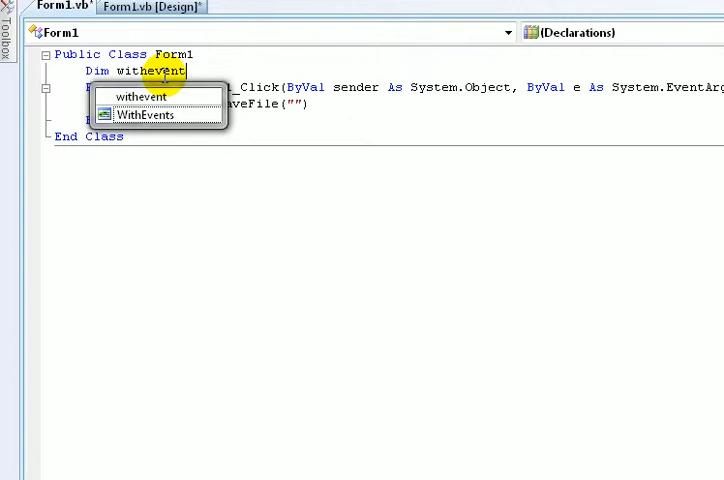 Form1.vb* Form1.vb [Design]*
Toolbox
Form1 (Declarations)
Public Class Form1
Dim withevent
_Click(ByVal sender As System.Object, ByVal e As System.EventArg
withevent
aveFile("")
WithEvents
End Class